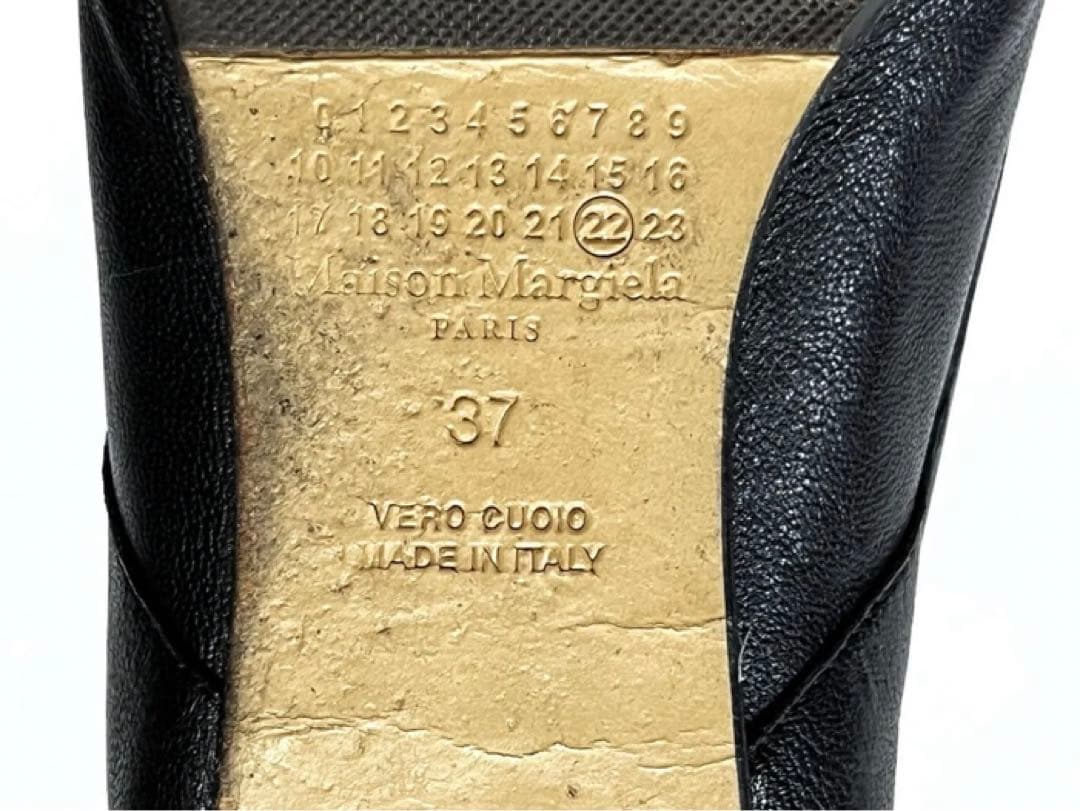 0 1 2 3 4 5 6 7 8 9
10 11 12 13 14 15 16
17 18 19 20 21 22 23
Maison Margiela
PARIS
37
VERO CUOIO
MADE IN ITALY